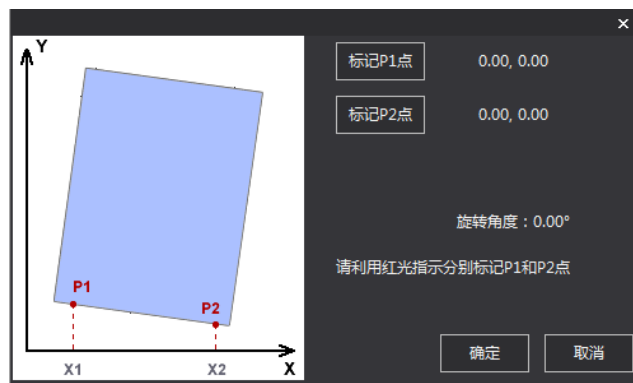 ×
Y
标记P1点
0.00, 0.00
标记P2点
0.00, 0.00
旋转角度：0.00°
请利用红光指示分别标记P1和P2点
P1
P2
X1
X2
X
确定
取消